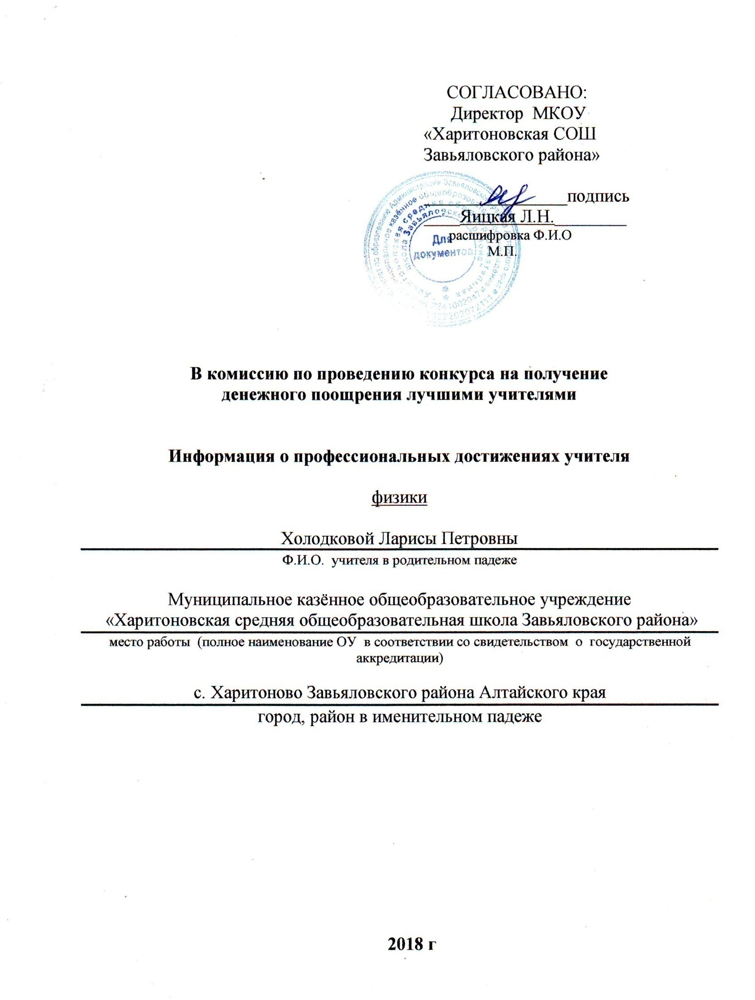 СОГЛАСОВАНО:
Директор МКОУ
«Харитоновская СОШ
Завьяловского района»
подпись
Яицкая Л.Н.
расшифровка Ф.И.О
М.П.
Для
документов
В комиссию по проведению конкурса на получение
денежного поощрения лучшими учителями
Информация о профессиональных достижениях учителя
физики
Холодковой Ларисы Петровны
Ф.И.О. учителя в родительном падеже
Муниципальное казённое общеобразовательное учреждение
«Харитоновская средняя общеобразовательная школа Завьяловского района»
место работы (полное наименование ОУ в соответствии со свидетельством о государственной
аккредитации)
с. Харитоново Завьяловского района Алтайского края
город, район в именительном падеже
2018 г